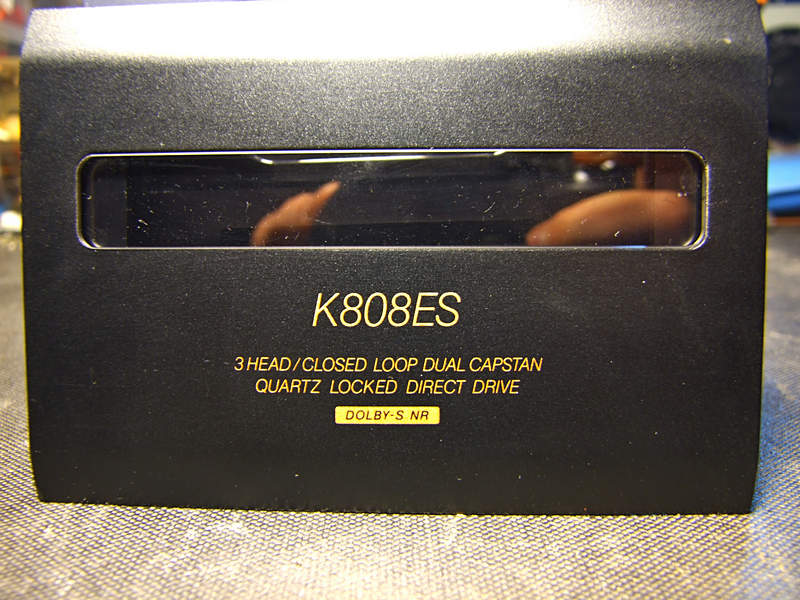 K808ES
3 HEAD/CLOSED LOOP DUAL CAPSTAN
QUARTZ LOCKED DIRECT DRIVE
DOLBY-S NR